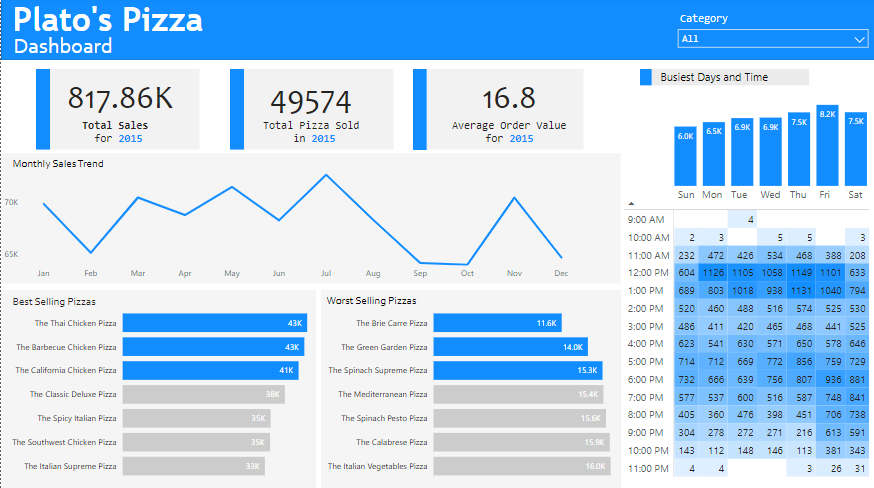 Plato's Pizza
Dashboard
Category
All
817.86K
Total Sales
for 2015
49574
Total Pizza Sold
in 2015
16.8
Average Order Value
for 2015
Busiest Days and Time
6.0K 6.5K 6.9K 6.9K 7.5K 8.2K 7.5K
Sun Mon Tue Wed Thu Fri Sat
Monthly Sales Trend
70K
65K
Jan Feb Mar Apr May Jun Jul Aug Sep Oct Nov Dec
9:00 AM 4
10:00 AM 2 3 5 5 3
11:00 AM 232 472 426 534 468 388 208
12:00 PM 604 1126 1105 1058 1149 1101 633
1:00 PM 689 803 1018 938 1131 1040 794
2:00 PM 520 460 488 516 574 525 530
3:00 PM 486 411 420 465 468 441 525
4:00 PM 623 541 630 571 650 578 646
5:00 PM 714 712 669 772 856 759 729
6:00 PM 732 666 639 756 807 936 881
7:00 PM 577 537 600 516 587 748 841
8:00 PM 405 360 476 398 451 706 738
9:00 PM 304 278 272 271 216 613 591
10:00 PM 143 112 148 146 113 381 343
11:00 PM 4 4 3 26 31
Best Selling Pizzas
The Thai Chicken Pizza 43K
The Barbecue Chicken Pizza 43K
The California Chicken Pizza 41K
The Classic Deluxe Pizza 38K
The Spicy Italian Pizza 35K
The Southwest Chicken Pizza 35K
The Italian Supreme Pizza 33K
Worst Selling Pizzas
The Brie Carre Pizza 11.6K
The Green Garden Pizza 14.0K
The Spinach Supreme Pizza 15.3K
The Mediterranean Pizza 15.4K
The Spinach Pesto Pizza 15.6K
The Calabrese Pizza 15.9K
The Italian Vegetables Pizza 16.0K